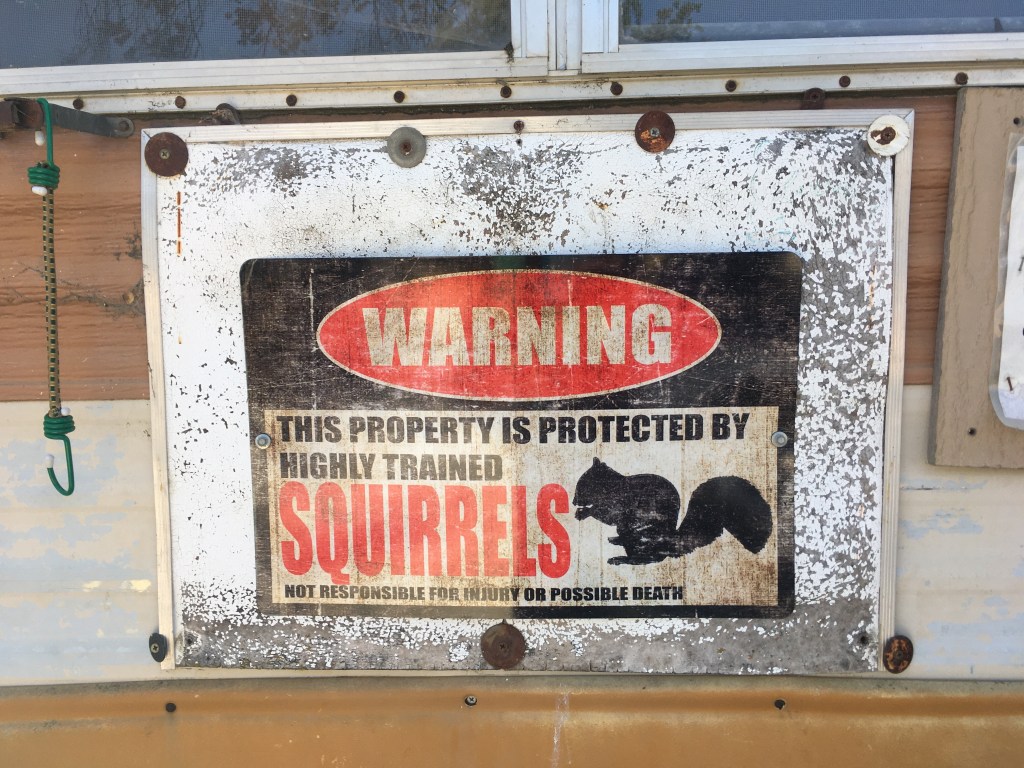 WARNING
THIS PROPERTY IS PROTECTED BY
HIGHLY TRAINED
SQUIRRELS
NOT RESPONSIBLE FOR INJURY OR POSSIBLE DEATH